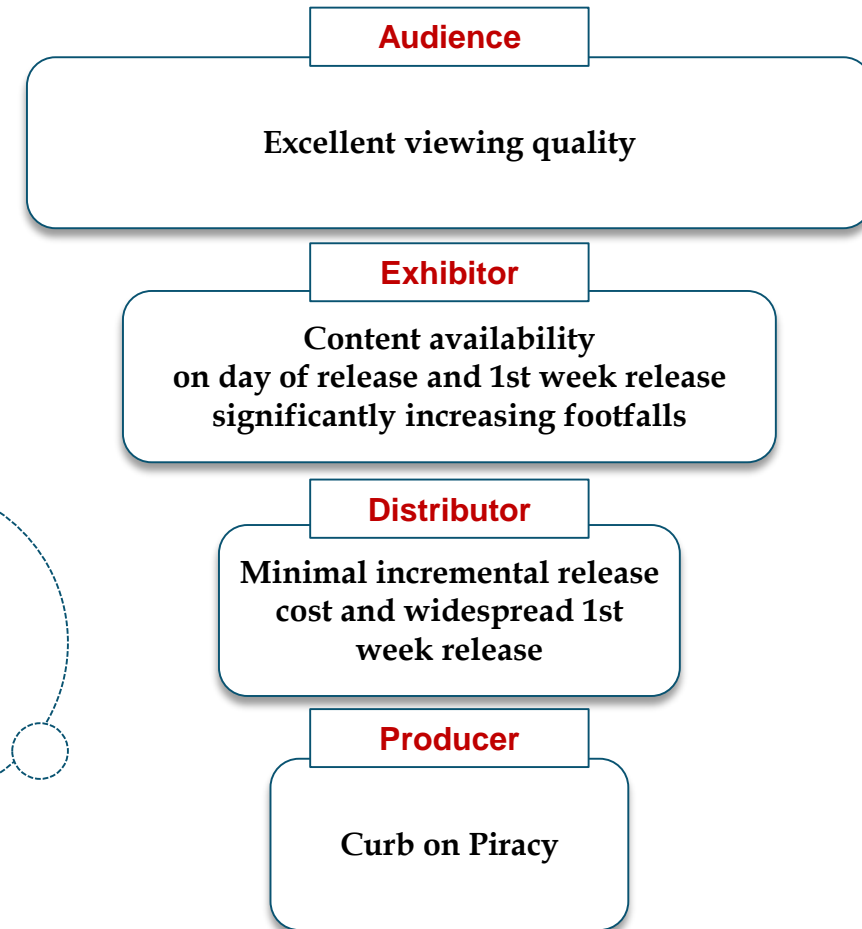 Audience
Excellent viewing quality
Exhibitor
Content availability
on day of release and 1st week release
significantly increasing footfalls
Distributor
Minimal incremental release
cost and widespread 1st
week release
Producer
Curb on Piracy